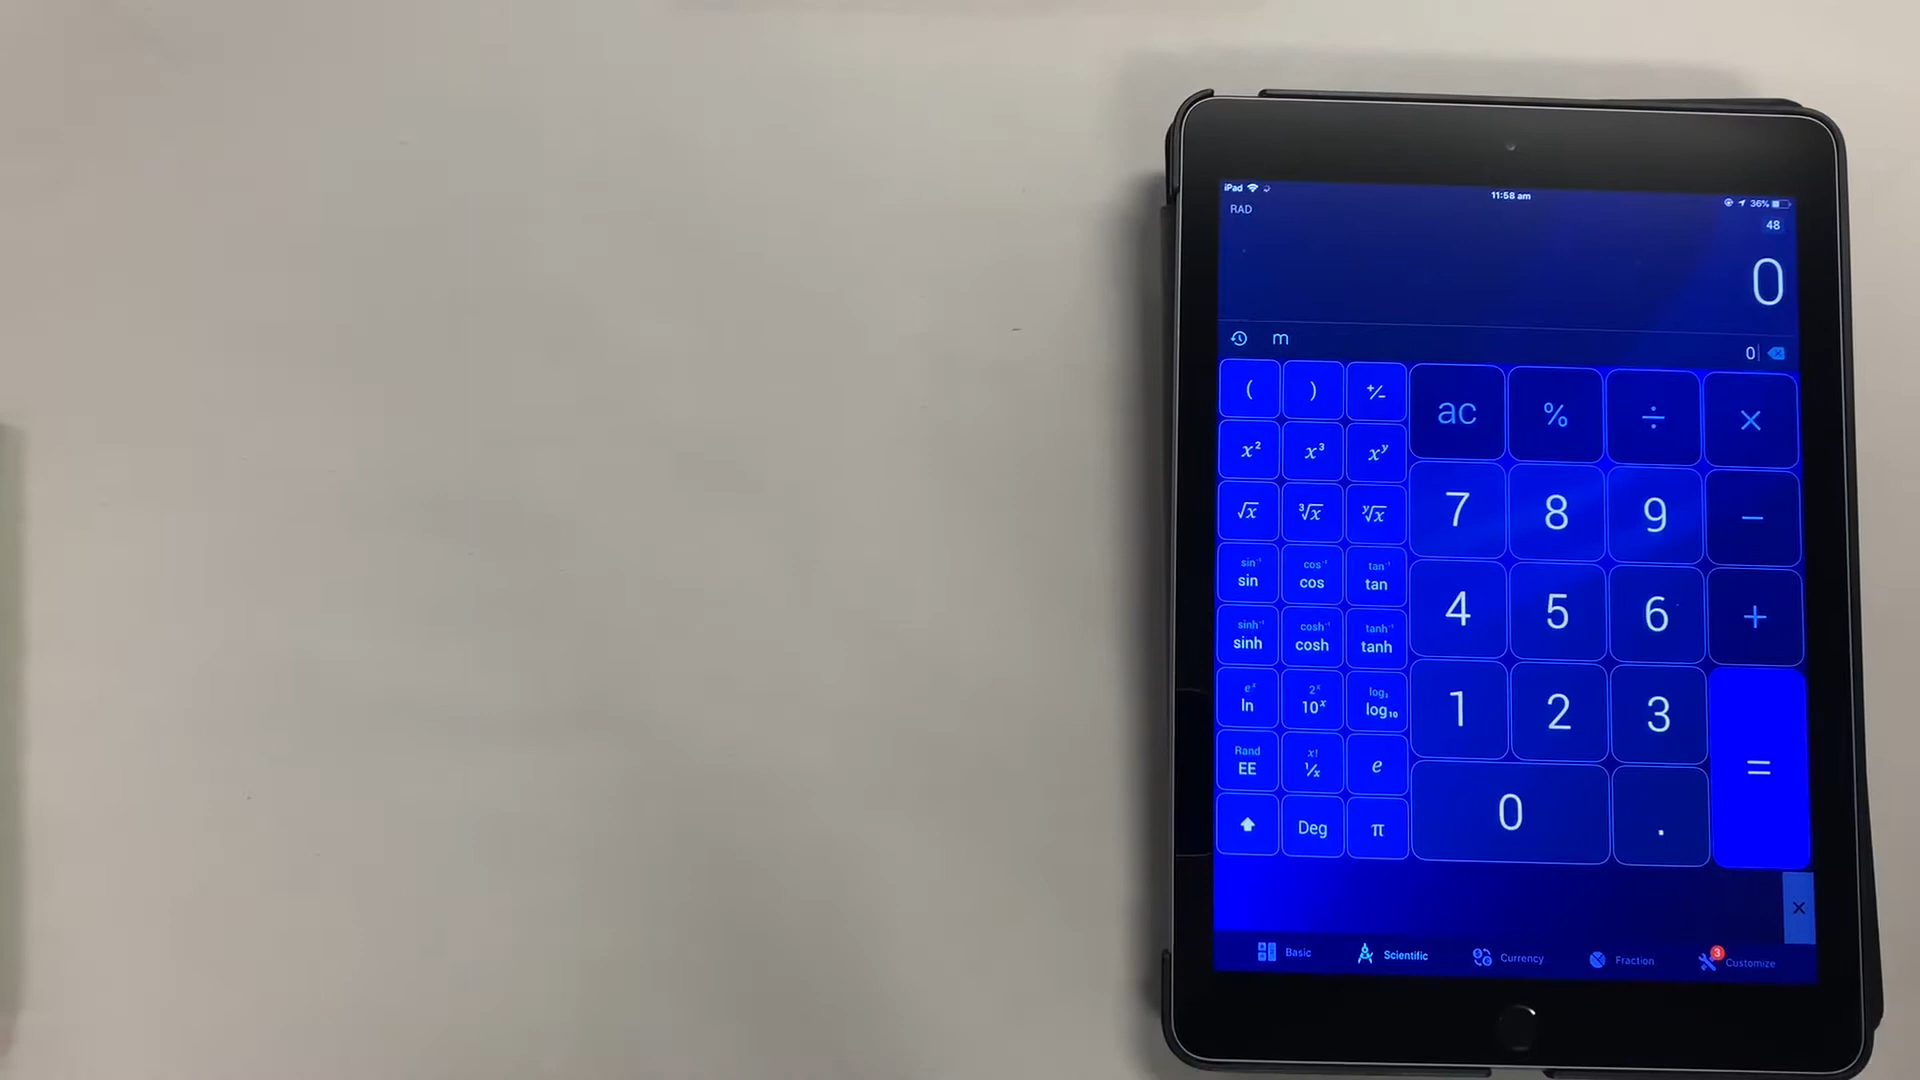 iPad 11:58 am 36%
RAD
48
0
m
0
( ) +/- ac % ÷ ×
x² x³ xʸ
√x ³√x ʸ√x 7 8 9 −
sin⁻¹ cos⁻¹ tan⁻¹
sin cos tan 4 5 6 +
sinh⁻¹ cosh⁻¹ tanh⁻¹
sinh cosh tanh
eˣ 2ˣ log₂
ln 10ˣ log₁₀ 1 2 3 =
Rand x!
EE 1/x e
Deg π 0 .
×
Basic Scientific Currency Fraction 3 Customize